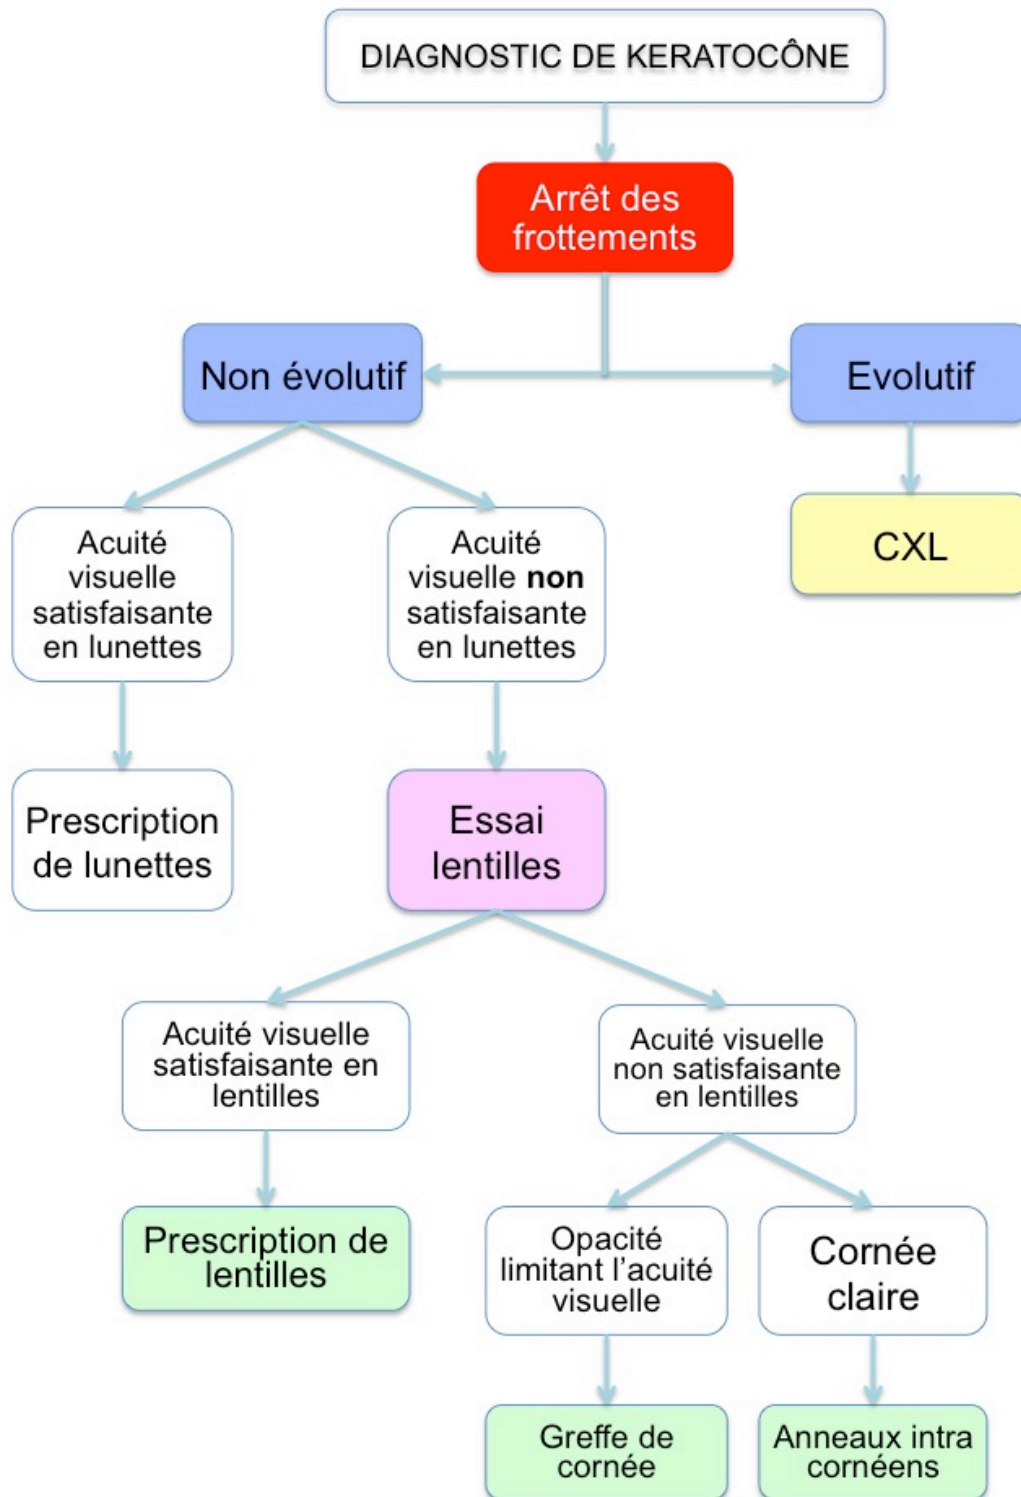 DIAGNOSTIC DE KERATOCÔNE
Arrêt des
frottements
Non évolutif
Evolutif
Acuité
visuelle
satisfaisante
en lunettes
Acuité
visuelle non
satisfaisante
en lunettes
CXL
Prescription
de lunettes
Essai
lentilles
Acuité visuelle
satisfaisante en
lentilles
Acuité visuelle
non satisfaisante
en lentilles
Prescription de
lentilles
Opacité
limitant l’acuité
visuelle
Cornée
claire
Greffe de
cornée
Anneaux intra
cornéens